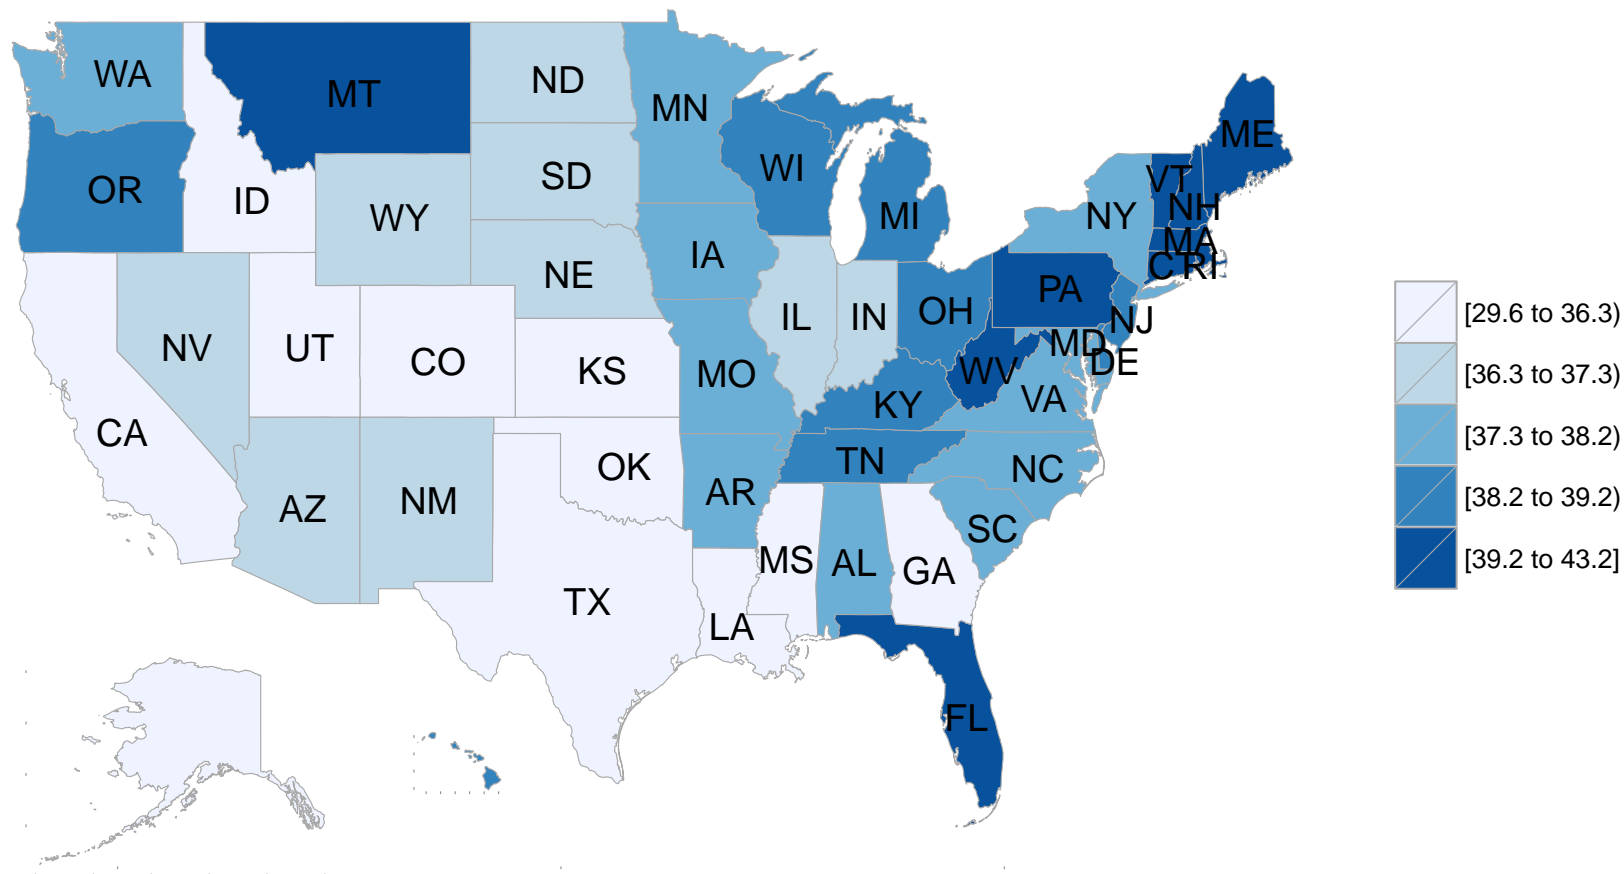 WA
MT
ND
MN
ME
OR
ID
WY
SD
WI
MI
VT
NH
NY
MA
CT
RI
NV
UT
CO
NE
IA
IL
IN
OH
PA
NJ
MD
DE
CA
KS
MO
KY
WV
VA
AZ
NM
OK
AR
TN
NC
SC
TX
LA
MS
AL
GA
FL
[29.6 to 36.3)
[36.3 to 37.3)
[37.3 to 38.2)
[38.2 to 39.2)
[39.2 to 43.2]